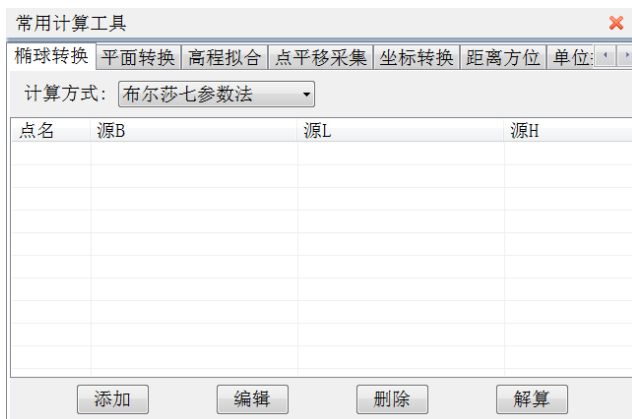 常用计算工具
椭球转换 平面转换 高程拟合 点平移采集 坐标转换 距离方位 单位
计算方式: 布尔莎七参数法
点名 源B 源L 源H
添加 编辑 删除 解算